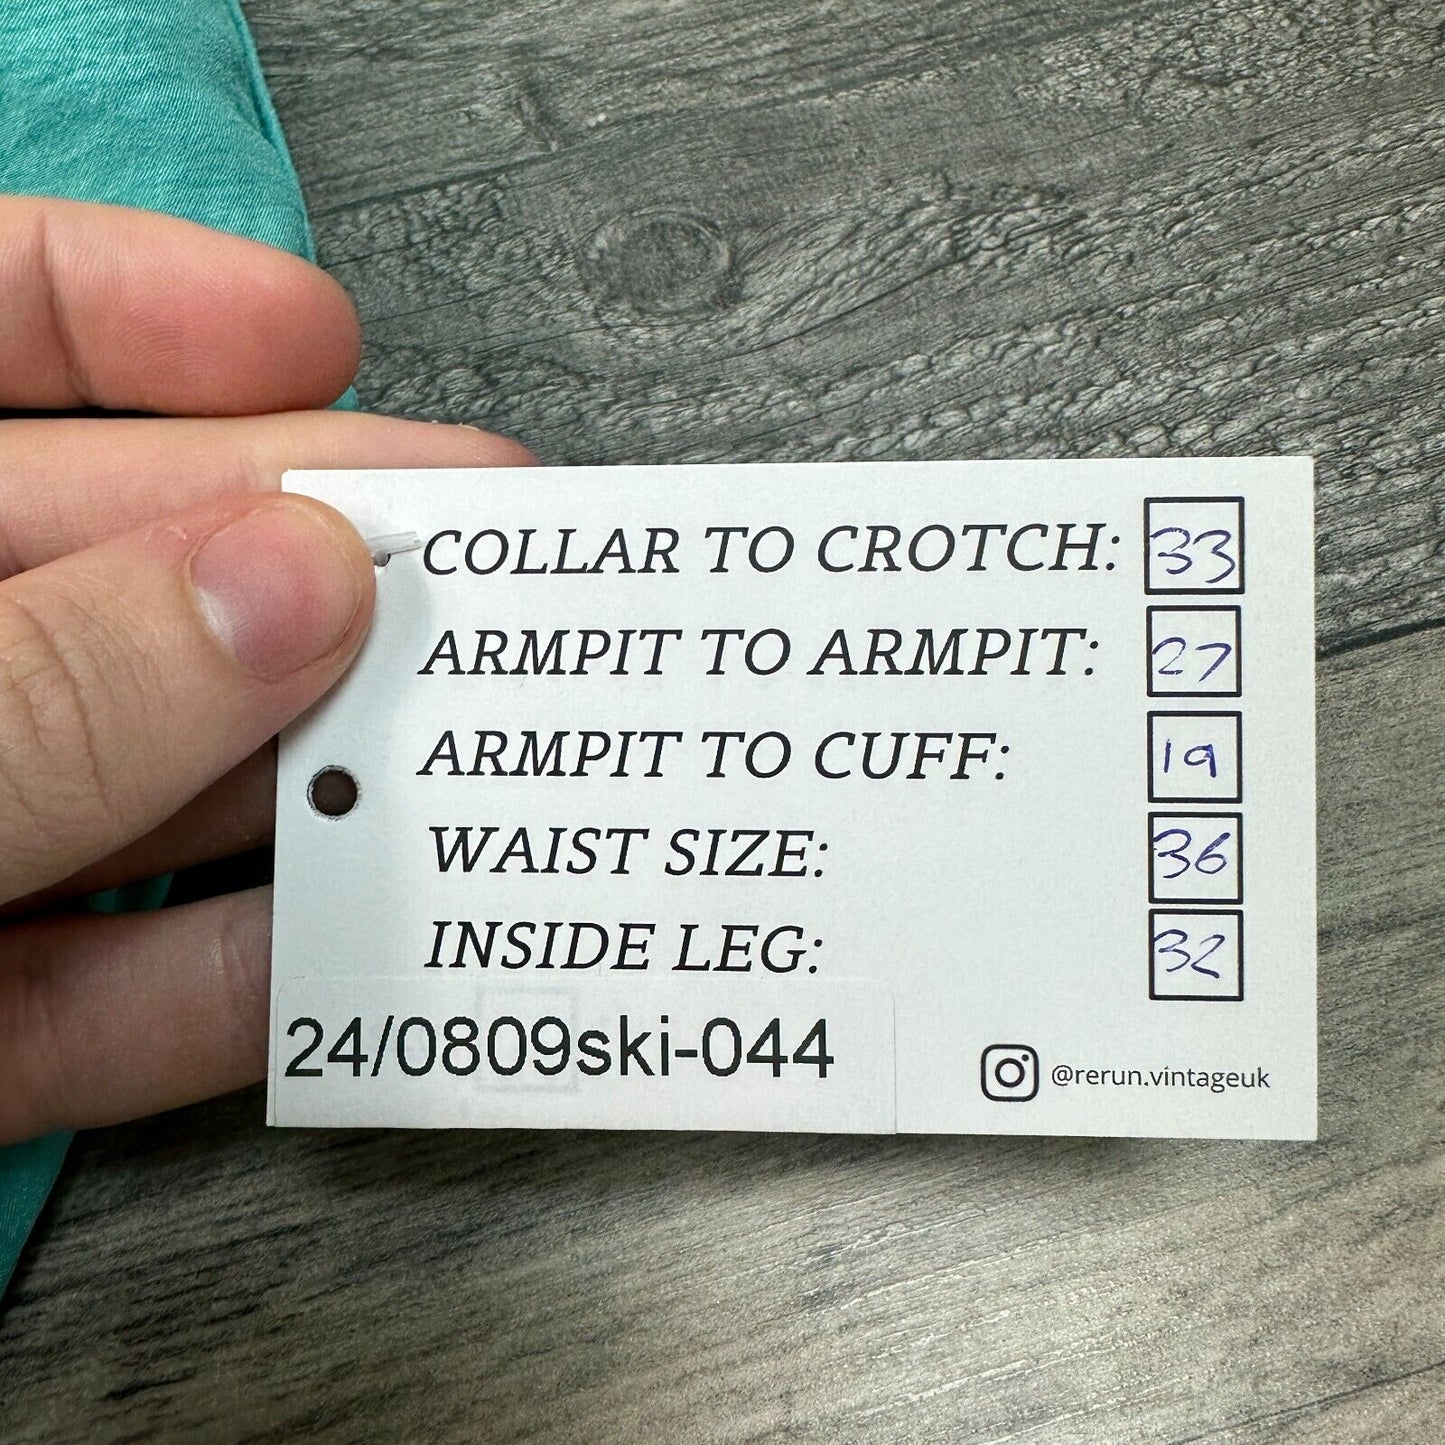 COLLAR TO CROTCH: 33
ARMPIT TO ARMPIT: 27
ARMPIT TO CUFF: 19
WAIST SIZE: 36
INSIDE LEG: 32
24/0809ski-044
@rerun.vintageuk